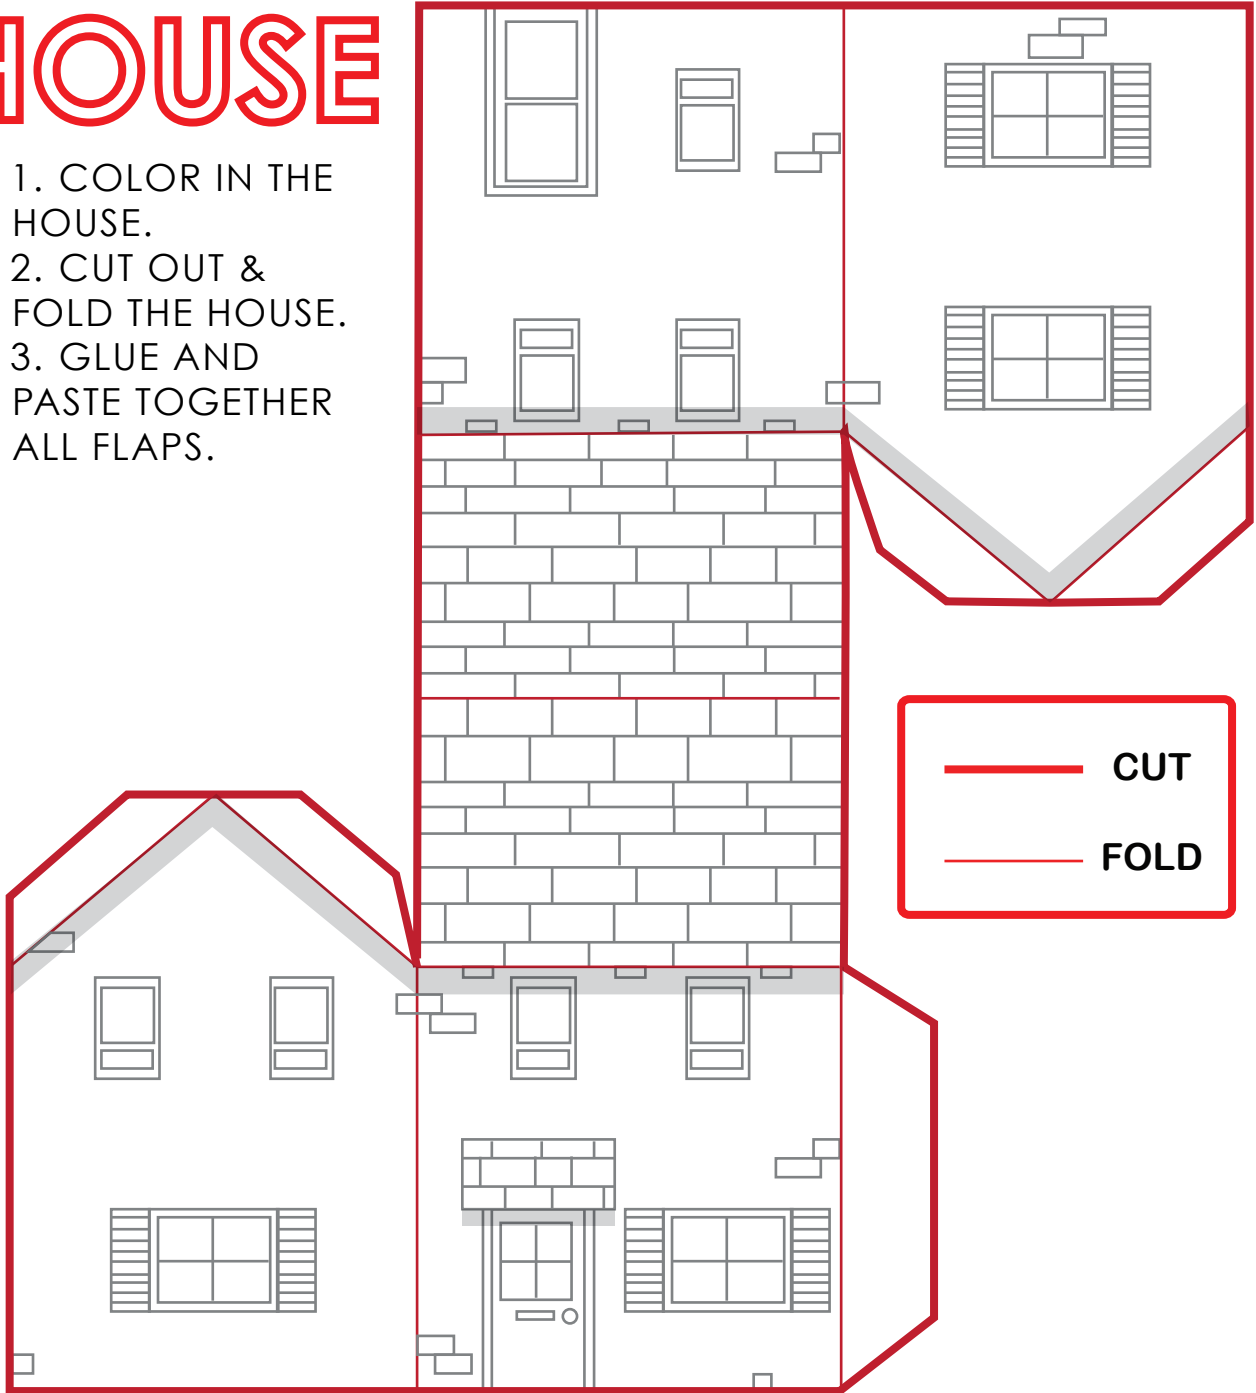 HOUSE
1. COLOR IN THE
HOUSE.
2. CUT OUT &
FOLD THE HOUSE.
3. GLUE AND
PASTE TOGETHER
ALL FLAPS.
CUT
FOLD